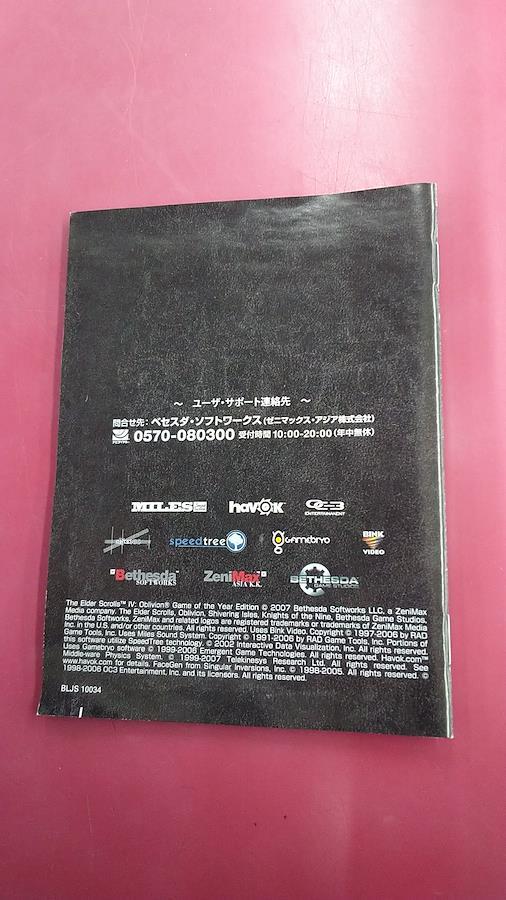 ～ ユーザ・サポート連絡先 ～
問合せ先：ベセスダ・ソフトワークス（ゼニマックス・アジア株式会社）
0570-080300 受付時間 10:00-20:00（年中無休）
MILES
havok
OC3 ENTERTAINMENT
speedtree
GAMEBRYO
BINK VIDEO
Bethesda SOFTWORKS
ZeniMax ASIA K.K.
BETHESDA GAME STUDIOS
The Elder Scrolls™ IV: Oblivion® Game of the Year Edition © 2007 Bethesda Softworks LLC, a ZeniMax
Media company. The Elder Scrolls, Oblivion, Shivering Isles, Knights of the Nine, Bethesda Game Studios,
Bethesda Softworks, ZeniMax and related logos are registered trademarks or trademarks of ZeniMax Media
Inc. in the U.S. and/or other countries. All rights reserved. Uses Bink Video. Copyright © 1997-2006 by RAD
Game Tools, Inc. Uses Miles Sound System. Copyright © 1991-2006 by RAD Game Tools, Inc. Portions of
this software utilize SpeedTree technology. © 2002 Interactive Data Visualization, Inc. All rights reserved.
Uses Gamebryo software © 1999-2006 Emergent Game Technologies. All rights reserved. Havok.com™
Middle-ware Physics System. © 1999-2007 Telekinesys Research Ltd. All rights reserved. See
www.havok.com for details. FaceGen from Singular Inversions, Inc. © 1998-2005. All rights reserved. ©
1998-2006 OC3 Entertainment, Inc. and its licensors. All rights reserved.
BLJS 10034